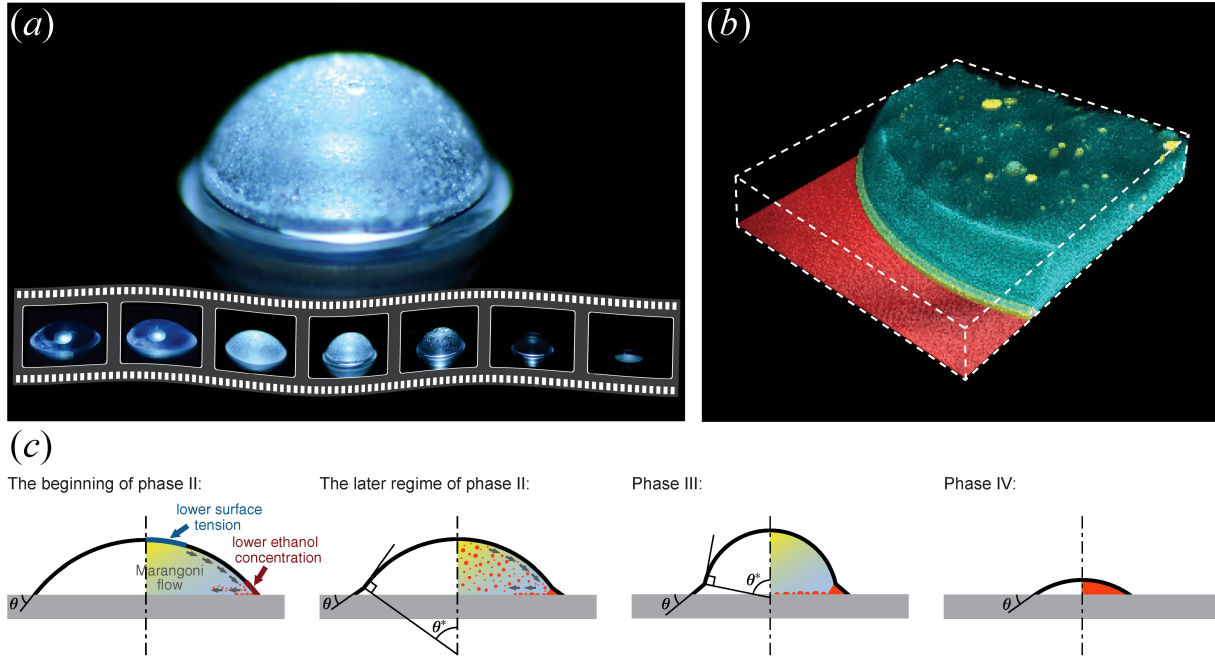 (a)
(b)
(c)
The beginning of phase II:
lower surface
tension
lower ethanol
concentration
Marangoni
flow
θ
The later regime of phase II:
θ
θ*
Phase III:
θ
θ*
Phase IV:
θ